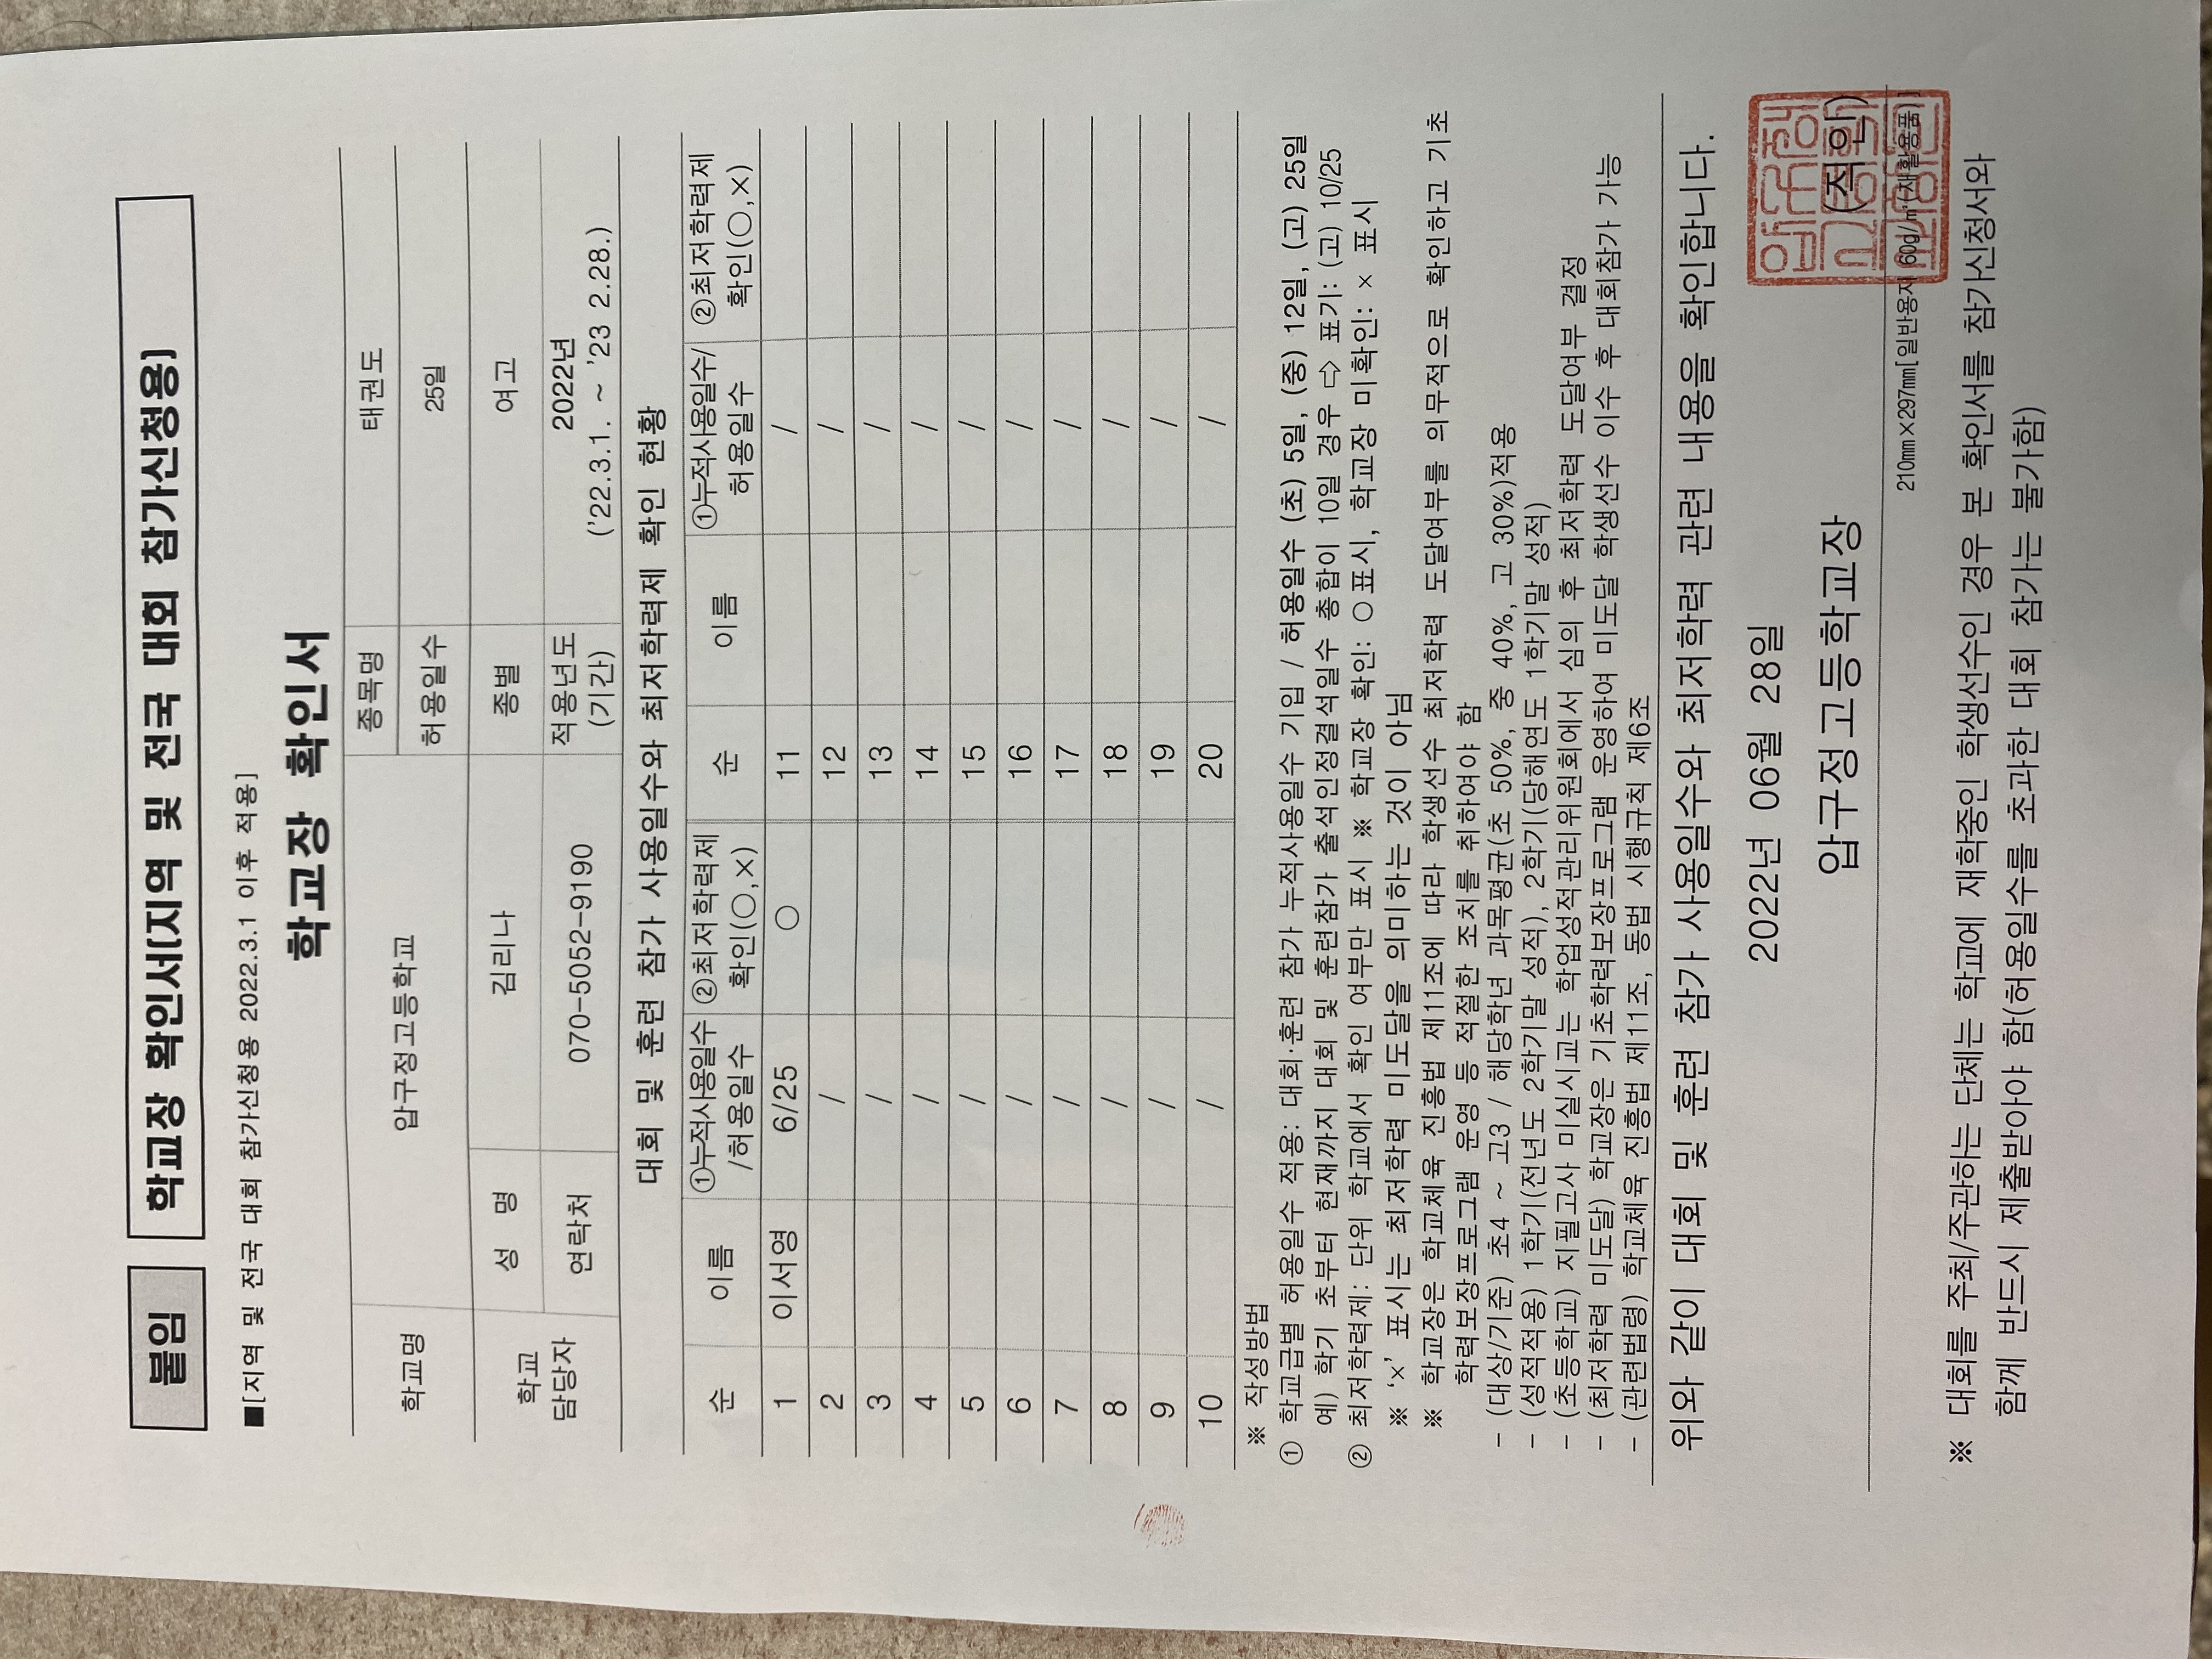 붙임 학교장 확인서[지역 및 전국 대회 참가신청용]
■[지역 및 전국 대회 참가신청용 2022.3.1 이후 적용]
학교장 확인서
학교명 압구정고등학교 종목명 태권도
허용일수 25일
학교 담당자 성 명 김리나 종별 여고
연락처 070-5052-9190 적용년도 (기간) 2022년 ('22.3.1. ~ '23 2.28.)
대회 및 훈련 참가 사용일수와 최저학력제 확인 현황
순 이름 ①누적사용일수 /허용일수 ②최저학력제 확인(○,×) 순 이름 ①누적사용일수/ 허용일수 ②최저학력제 확인(○,×)
1 이서영 6/25 ○ 11 /
2 / 12 /
3 / 13 /
4 / 14 /
5 / 15 /
6 / 16 /
7 / 17 /
8 / 18 /
9 / 19 /
10 / 20 /
※ 작성방법
① 학교급별 허용일수 적용: 대회·훈련 참가 누적사용일수 기입 / 허용일수 (초) 5일, (중) 12일, (고) 25일
예) 학기 초부터 현재까지 대회 및 훈련참가 출석인정결석일수 총합이 10일 경우 ⇨ 표기: (고) 10/25
② 최저학력제: 단위 학교에서 확인 여부만 표시 ※ 학교장 확인: ○표시, 학교장 미확인: × 표시
※ '×' 표시는 최저학력 미도달을 의미하는 것이 아님
※ 학교장은 학교체육 진흥법 제11조에 따라 학생선수 최저학력 도달여부를 의무적으로 확인하고 기초
학력보장프로그램 운영 등 적절한 조치를 취하여야 함
- (대상/기준) 초4 ~ 고3 / 해당학년 과목평균(초 50%, 중 40%, 고 30%)적용
- (성적적용) 1학기(전년도 2학기말 성적), 2학기(당해연도 1학기말 성적)
- (초등학교) 지필고사 미실시교는 학업성적관리위원회에서 심의 후 최저학력 도달여부 결정
- (최저학력 미도달) 학교장은 기초학력보장프로그램 운영하여 미도달 학생선수 이수 후 대회참가 가능
- (관련법령) 학교체육 진흥법 제11조, 동법 시행규칙 제6조
위와 같이 대회 및 훈련 참가 사용일수와 최저학력 관련 내용을 확인합니다.
2022년 06월 28일
압구정고등학교장 (직인)
210㎜×297㎜[일반용지 60g/㎡(재활용품)]
※ 대회를 주최/주관하는 단체는 학교에 재학중인 학생선수인 경우 본 확인서를 참가신청서와
함께 반드시 제출받아야 함(허용일수를 초과한 대회 참가는 불가함)